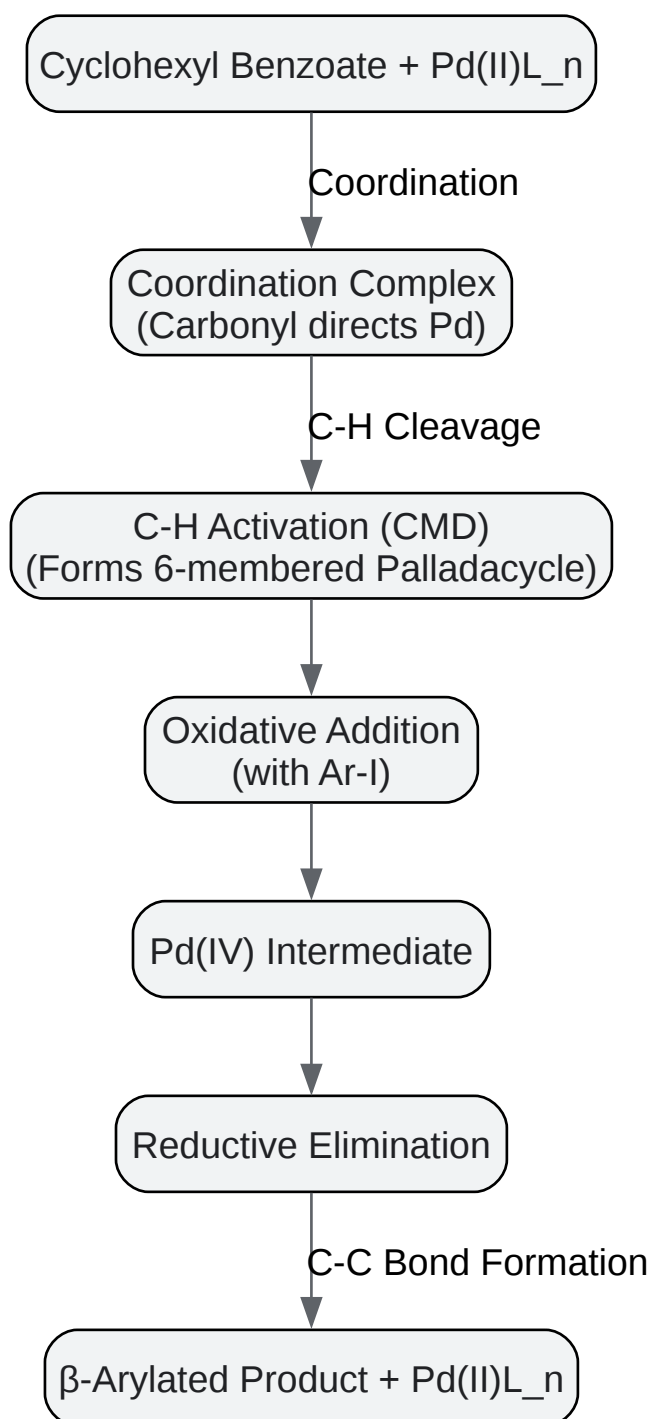 Cyclohexyl Benzoate + Pd(II)L_n
Coordination
Coordination Complex
(Carbonyl directs Pd)
C-H Cleavage
C-H Activation (CMD)
(Forms 6-membered Palladacycle)
Oxidative Addition
(with Ar-I)
Pd(IV) Intermediate
Reductive Elimination
C-C Bond Formation
β-Arylated Product + Pd(II)L_n